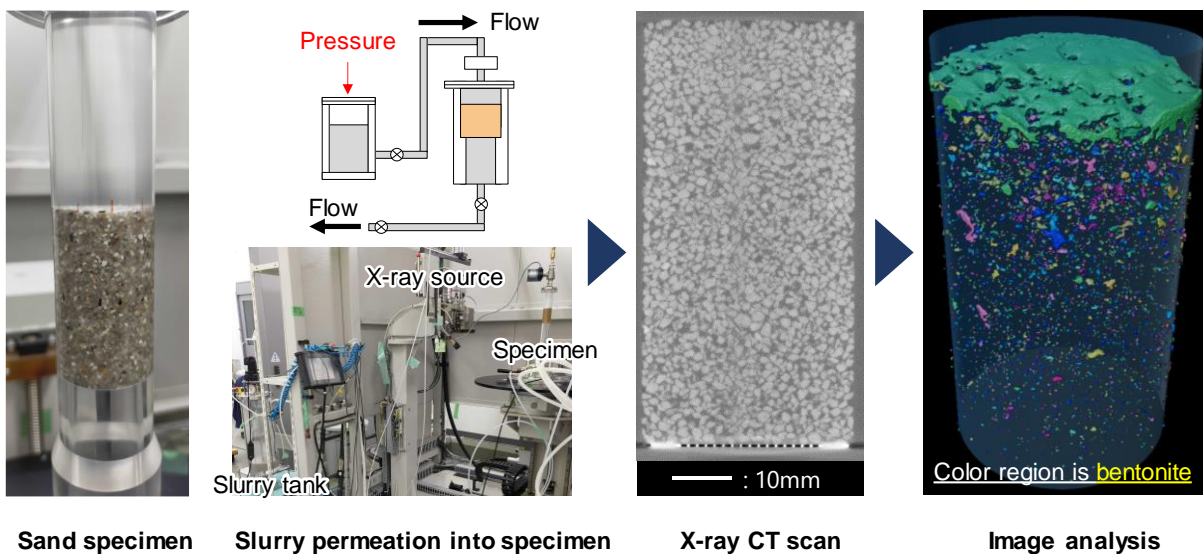 Flow
Pressure
Flow
X-ray source
Specimen
Slurry tank
: 10mm
Color region is bentonite
Sand specimen
Slurry permeation into specimen
X-ray CT scan
Image analysis